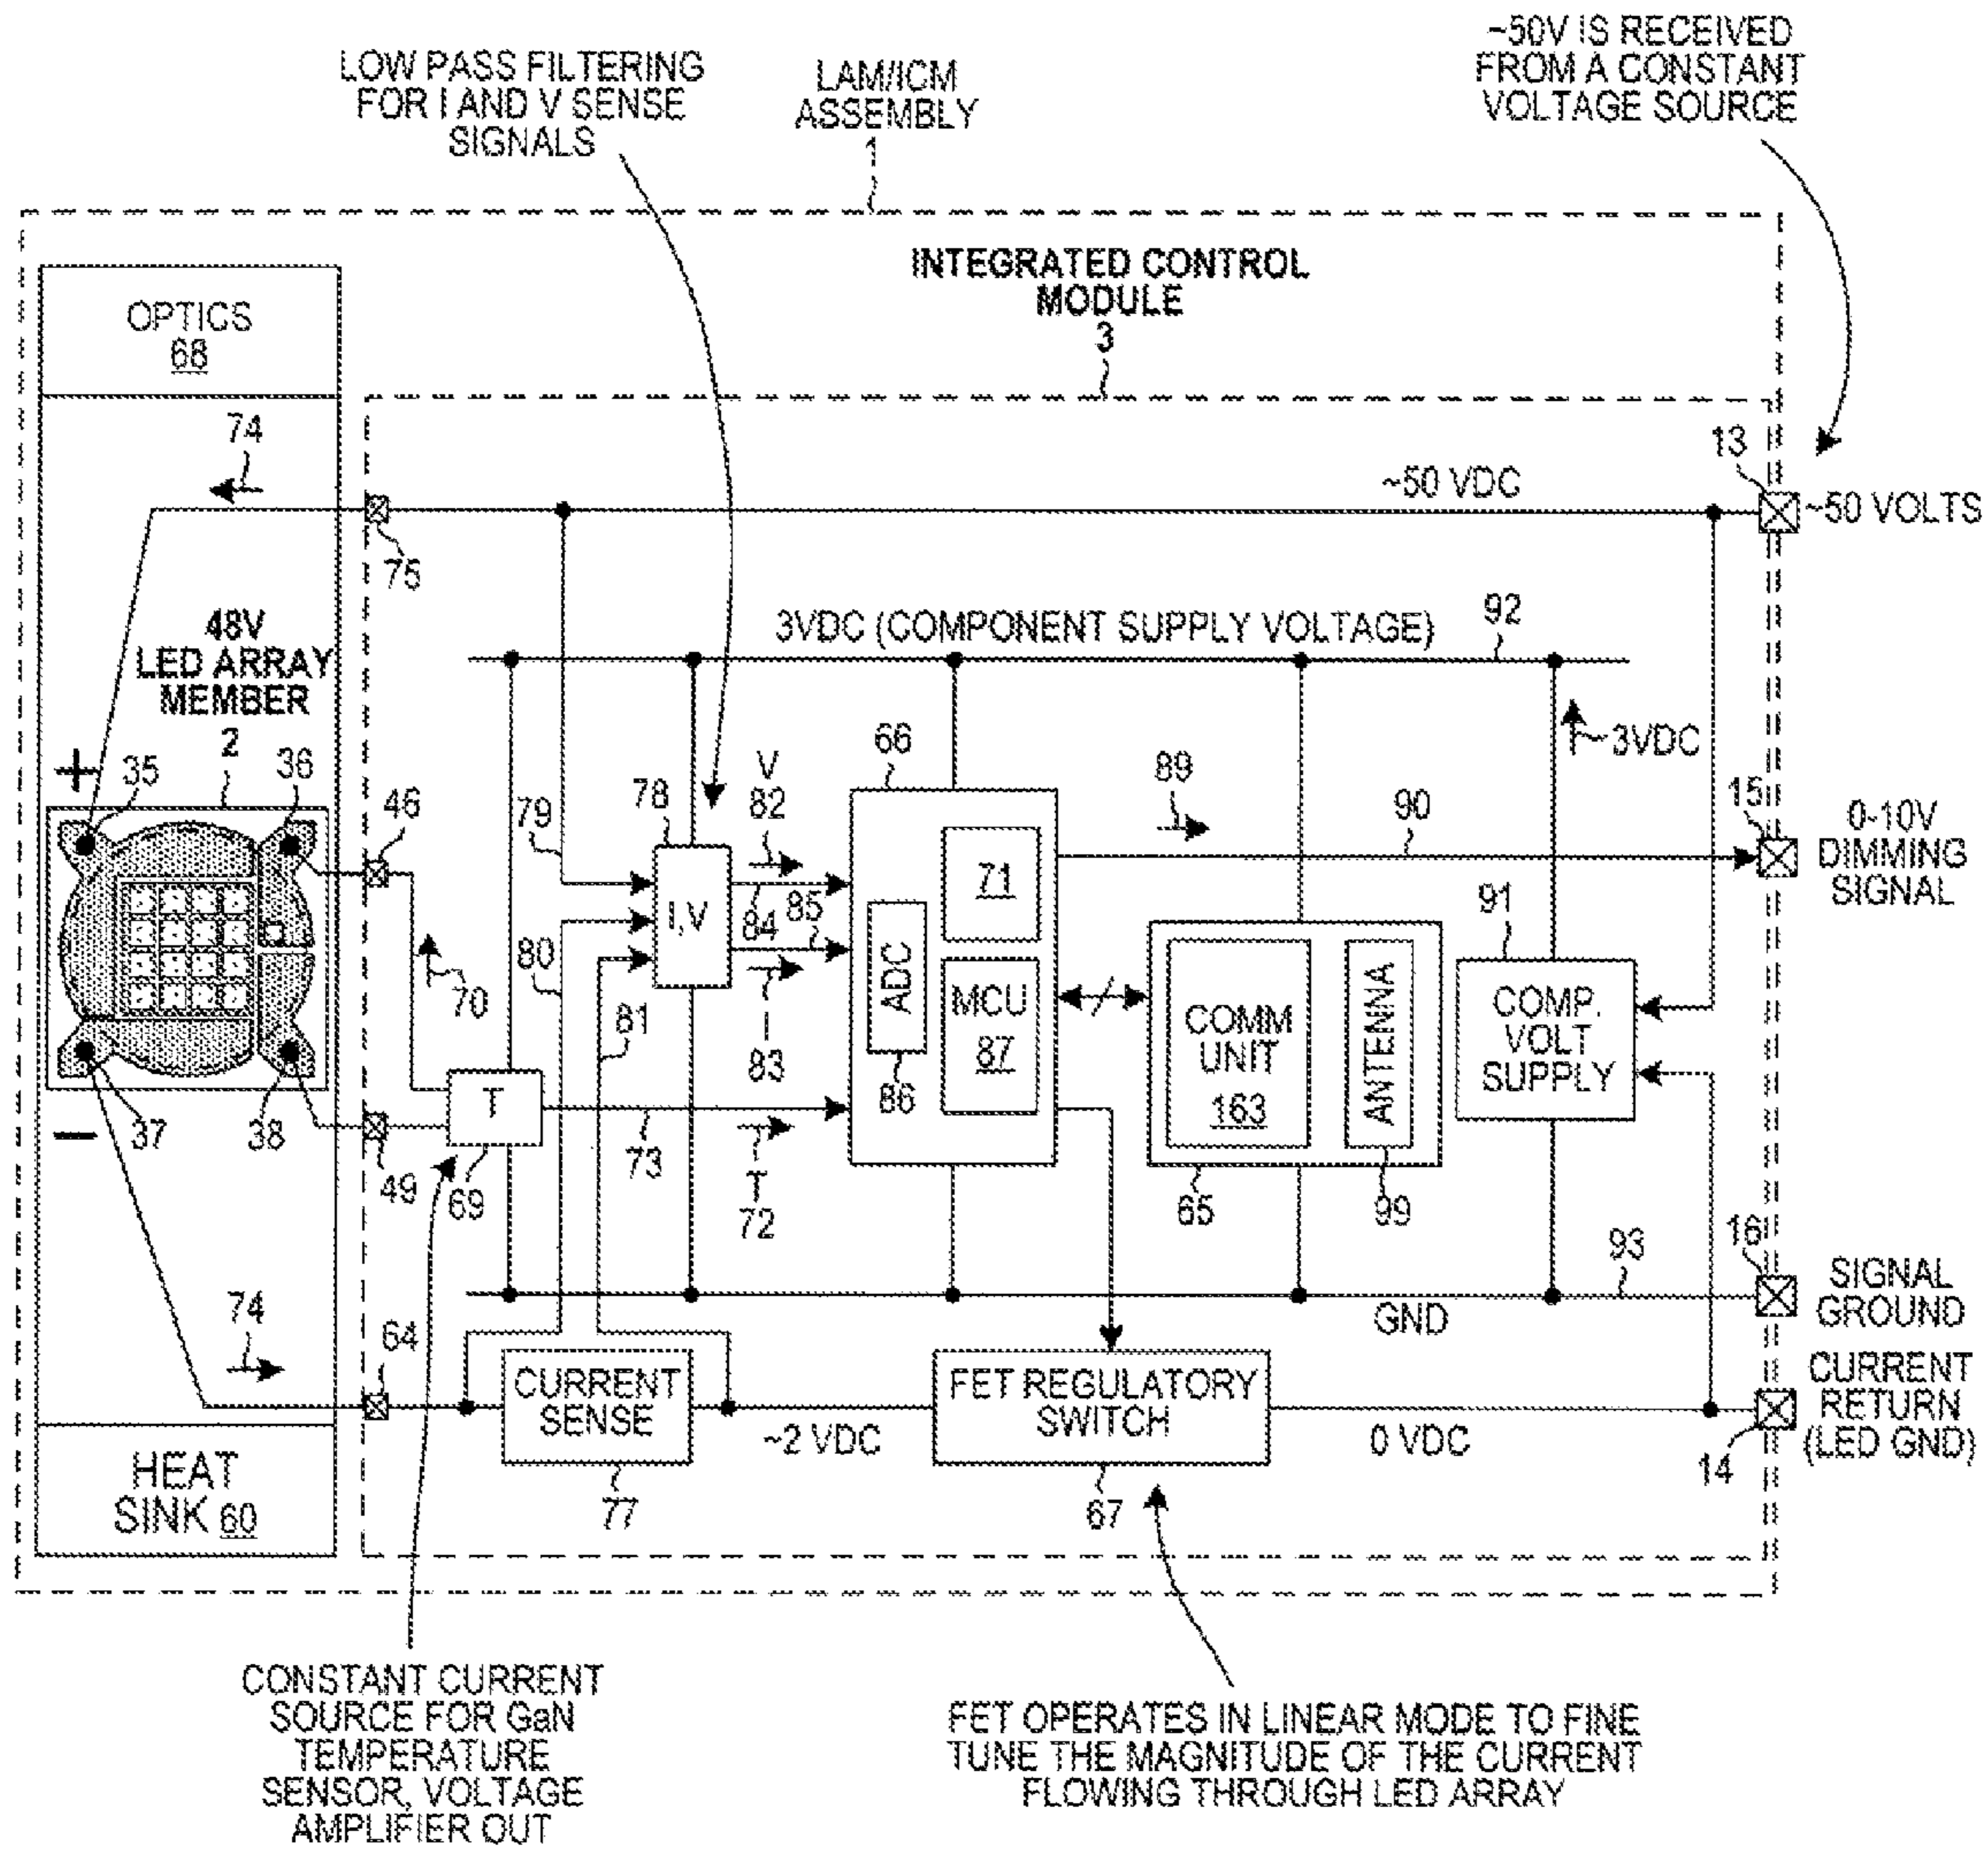 ~50V IS RECEIVED
FROM A CONSTANT
VOLTAGE SOURCE
LOW PASS FILTERING
FOR I AND V SENSE
SIGNALS
LAM/ICM
ASSEMBLY
1
INTEGRATED CONTROL
MODULE
3
OPTICS
68
74
13
~50 VDC
~50 VOLTS
75
48V
LED ARRAY
MEMBER
2
3VDC (COMPONENT SUPPLY VOLTAGE)
92
~3VDC
+
35
36
46
79
78
V
82
66
89
90
15
0-10V
DIMMING
SIGNAL
I,V
84
85
71
91
70
80
81
83
I
ADC
86
MCU
87
COMM
UNIT
163
ANTENNA
COMP.
VOLT
SUPPLY
T
–
37
38
49
69
73
T
72
65
99
93
16
SIGNAL
GROUND
GND
74
64
CURRENT
SENSE
77
~2 VDC
FET REGULATORY
SWITCH
67
0 VDC
14
CURRENT
RETURN
(LED GND)
HEAT
SINK 60
CONSTANT CURRENT
SOURCE FOR GaN
TEMPERATURE
SENSOR, VOLTAGE
AMPLIFIER OUT
FET OPERATES IN LINEAR MODE TO FINE
TUNE THE MAGNITUDE OF THE CURRENT
FLOWING THROUGH LED ARRAY